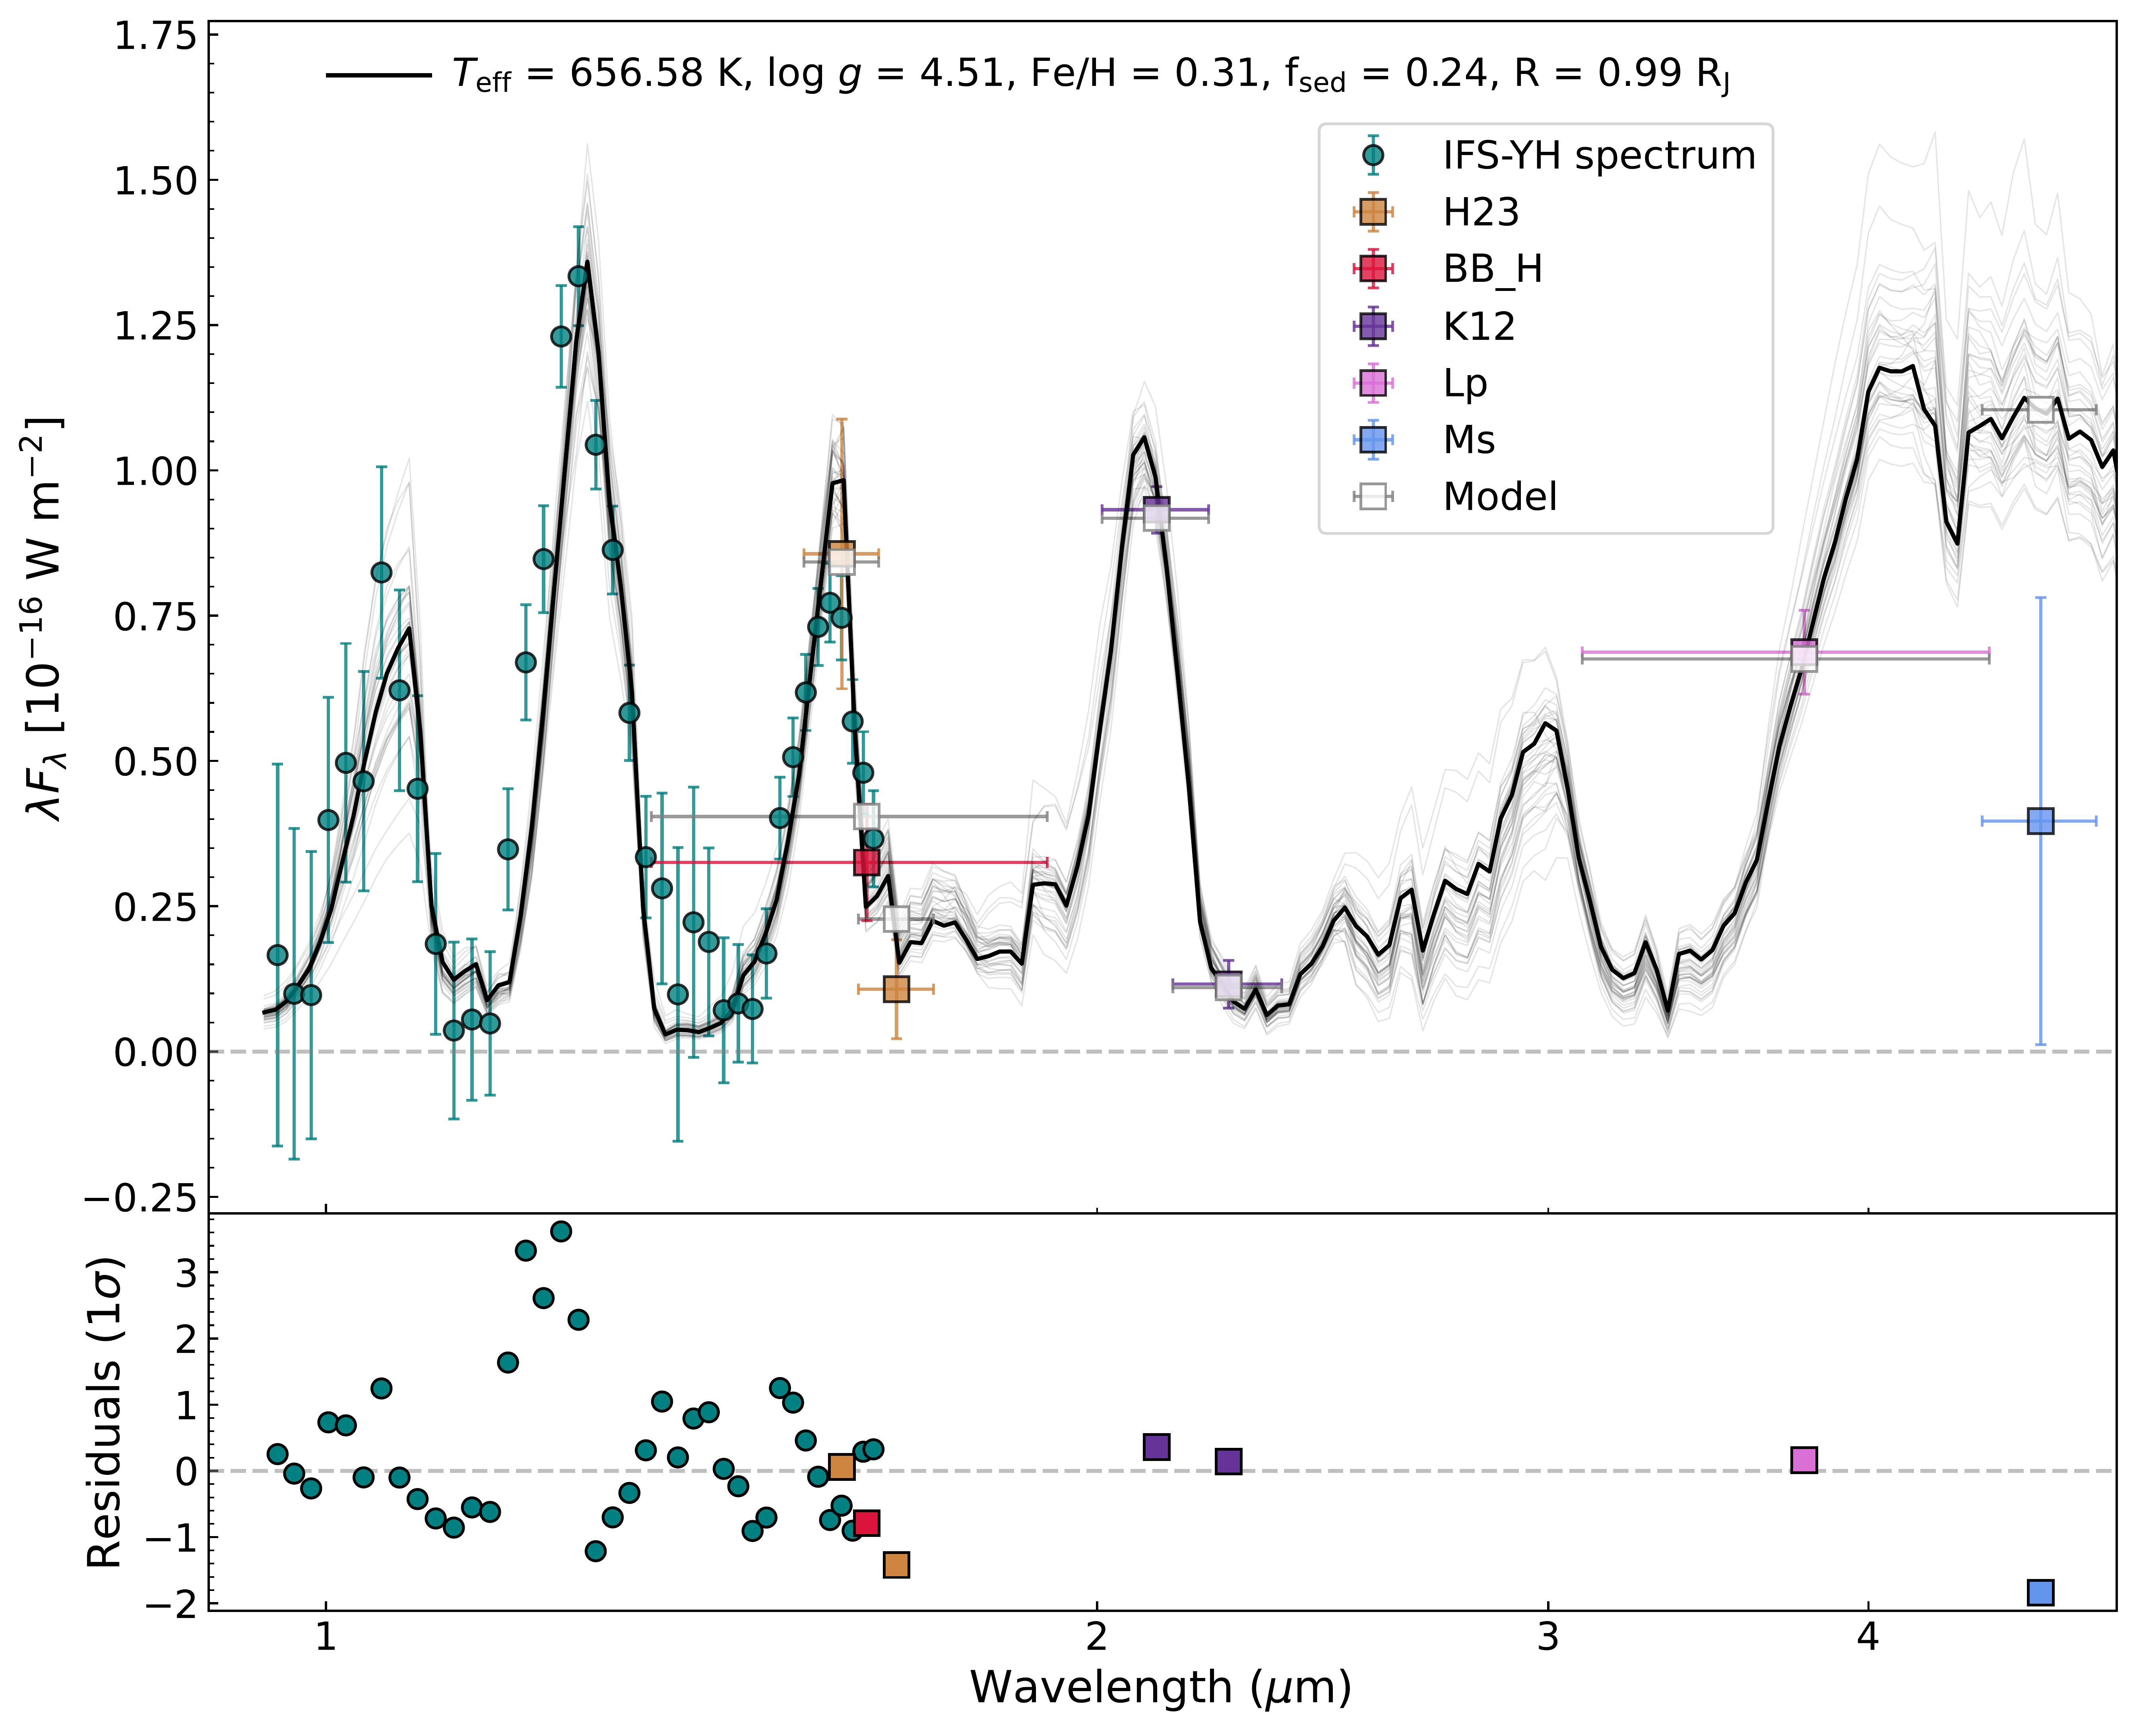 1.75
1.50
1.25
1.00
0.75
0.50
0.25
0.00
−0.25
λF_λ [10⁻¹⁶ W m⁻²]
T_eff = 656.58 K, log g = 4.51, Fe/H = 0.31, f_sed = 0.24, R = 0.99 R_J
IFS-YH spectrum
H23
BB_H
K12
Lp
Ms
Model
3
2
1
0
−1
−2
Residuals (1σ)
1 2 3 4
Wavelength (μm)